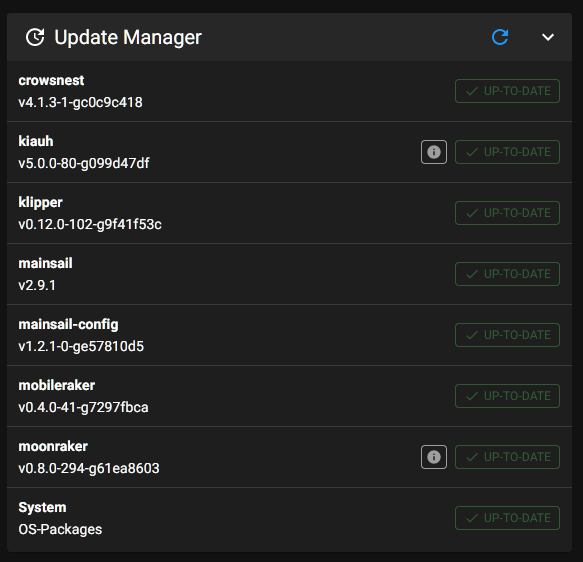 Update Manager
crowsnest
v4.1.3-1-gc0c9c418
UP-TO-DATE
kiauh
v5.0.0-80-g099d47df
UP-TO-DATE
klipper
v0.12.0-102-g9f41f53c
UP-TO-DATE
mainsail
v2.9.1
UP-TO-DATE
mainsail-config
v1.2.1-0-ge57810d5
UP-TO-DATE
mobileraker
v0.4.0-41-g7297fbca
UP-TO-DATE
moonraker
v0.8.0-294-g61ea8603
UP-TO-DATE
System
OS-Packages
UP-TO-DATE